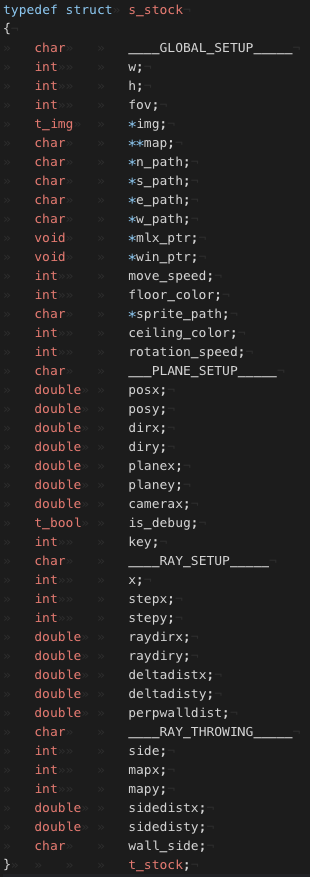 typedef struct s_stock
{
char ____GLOBAL_SETUP_____
int w;
int h;
int fov;
t_img *img;
char **map;
char *n_path;
char *s_path;
char *e_path;
char *w_path;
void *mlx_ptr;
void *win_ptr;
int move_speed;
int floor_color;
char *sprite_path;
int ceiling_color;
int rotation_speed;
char ___PLANE_SETUP_____
double posx;
double posy;
double dirx;
double diry;
double planex;
double planey;
double camerax;
t_bool is_debug;
int key;
char ____RAY_SETUP_____
int x;
int stepx;
int stepy;
double raydirx;
double raydiry;
double deltadistx;
double deltadisty;
double perpwalldist;
char ____RAY_THROWING_____
int side;
int mapx;
int mapy;
double sidedistx;
double sidedisty;
char wall_side;
} t_stock;